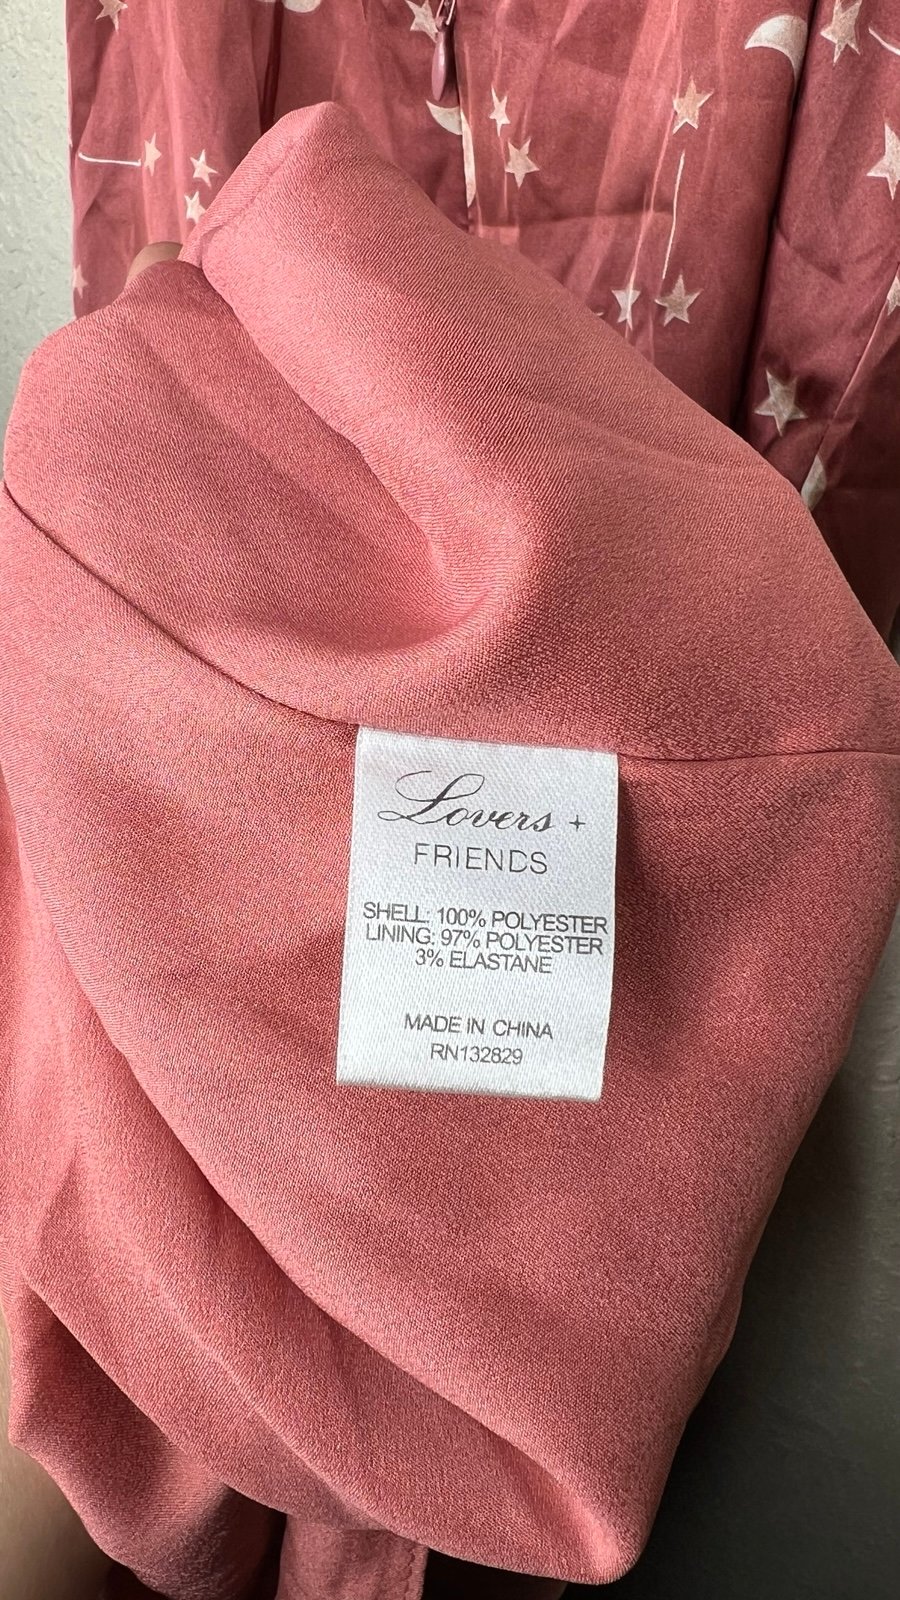 Lovers +
FRIENDS
SHELL: 100% POLYESTER
LINING: 97% POLYESTER
3% ELASTANE
MADE IN CHINA
RN132829